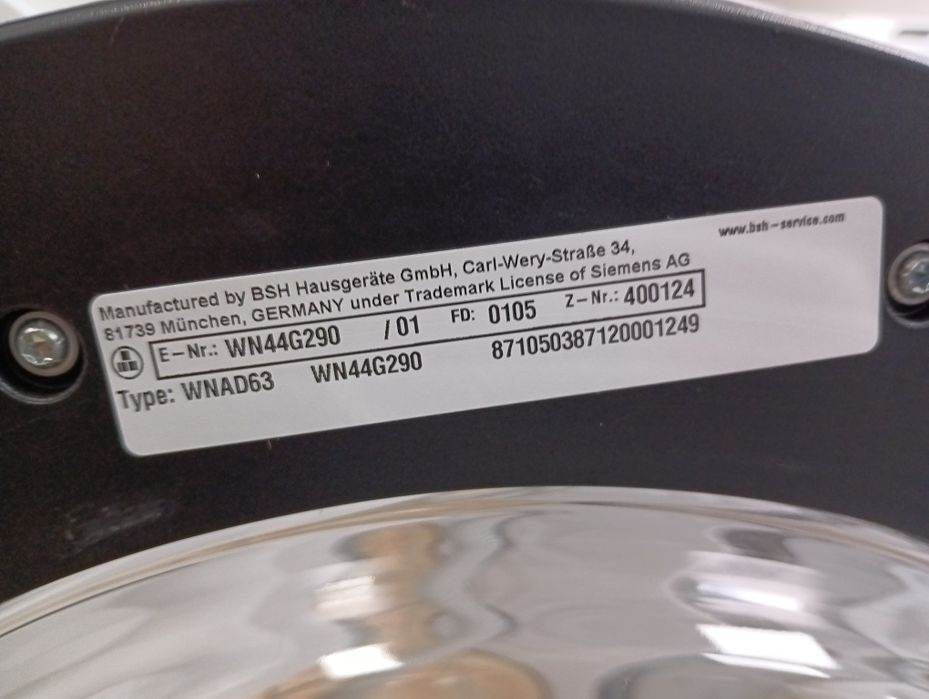 www.bsh-service.com
Manufactured by BSH Hausgeräte GmbH, Carl-Wery-Straße 34,
81739 München, GERMANY under Trademark License of Siemens AG
E-Nr.: WN44G290 /01 FD: 0105 Z-Nr.: 400124
Type: WNAD63 WN44G290 871050387120001249